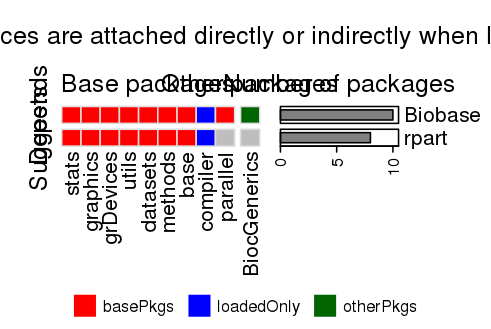 ces are attached directly or indirectly when
Base packages
Other packages
Number of packages
Depends
Suggests
Biobase
rpart
stats
graphics
grDevices
utils
datasets
methods
base
compiler
parallel
BiocGenerics
0
5
10
basePkgs
loadedOnly
otherPkgs